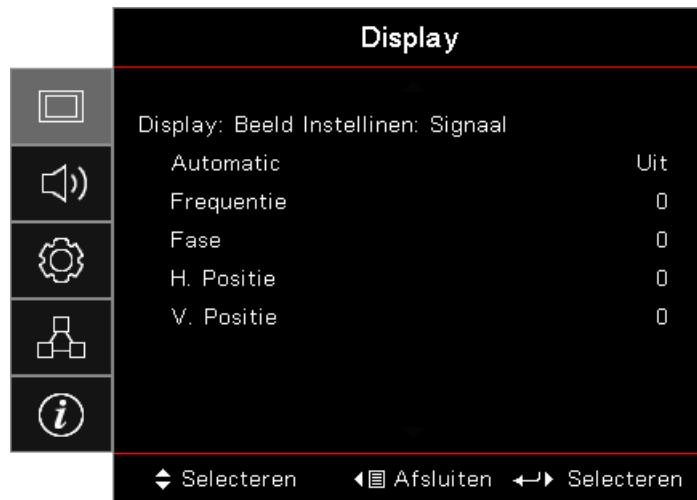 Display
Display: Beeld Instellinen: Signaal
Automatic Uit
Frequentie 0
Fase 0
H. Positie 0
V. Positie 0
Selecteren Afsluiten Selecteren